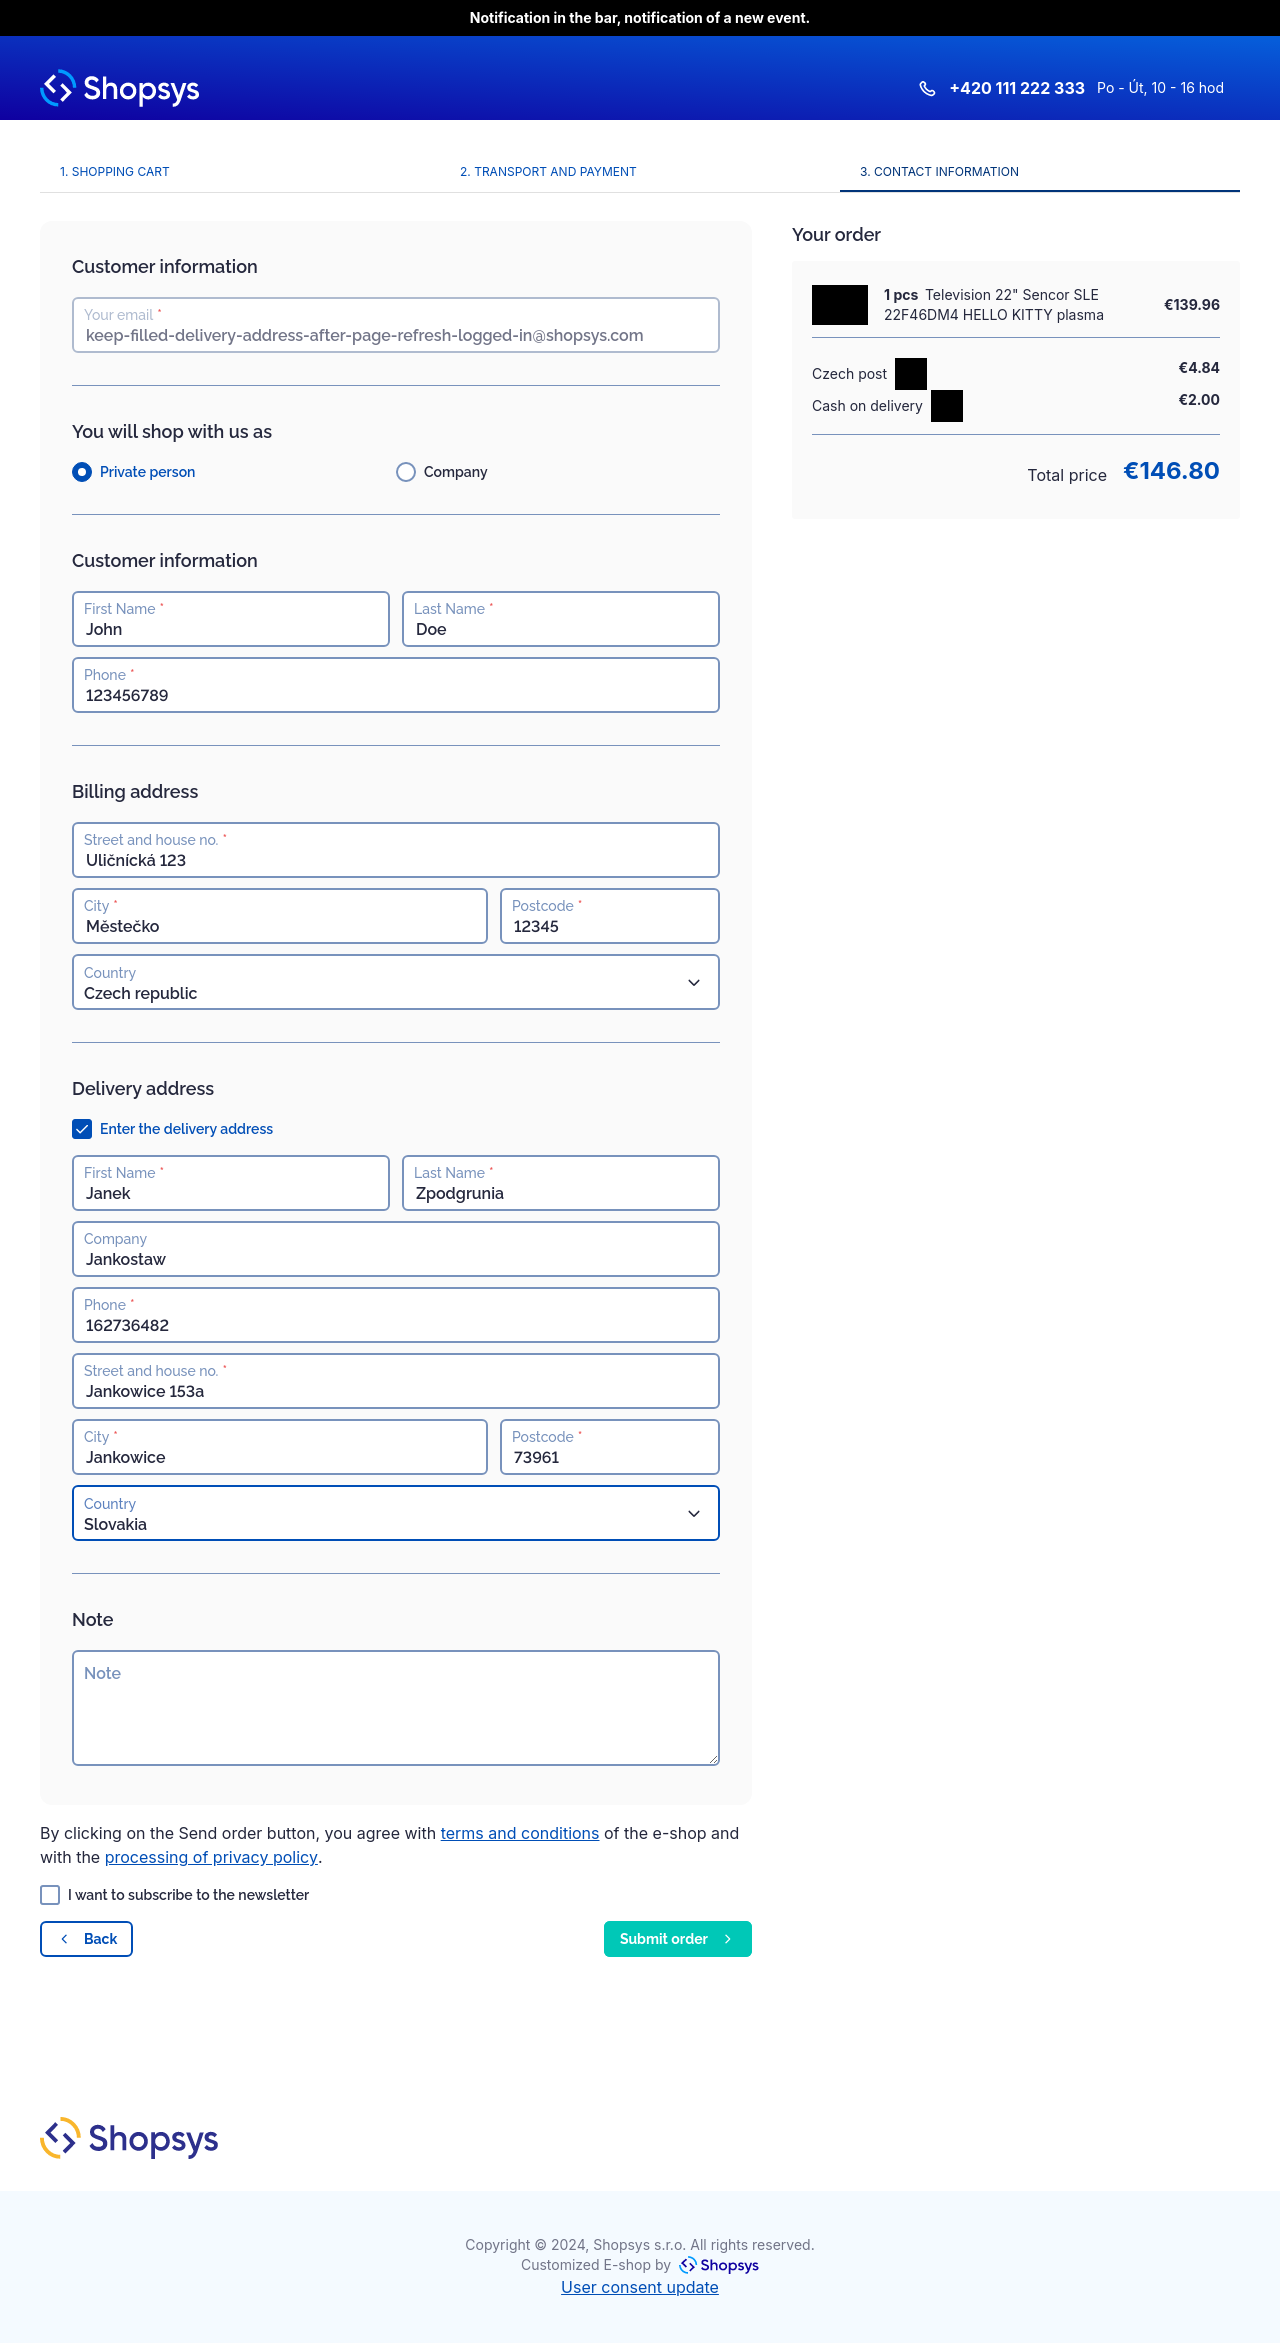 Notification in the bar, notification of a new event.
Shopsys
+420 111 222 333 Po - Út, 10 - 16 hod
1. SHOPPING CART
2. TRANSPORT AND PAYMENT
3. CONTACT INFORMATION
Customer information
Your email *
keep-filled-delivery-address-after-page-refresh-logged-in@shopsys.com
You will shop with us as
Private person
Company
Customer information
First Name *
John
Last Name *
Doe
Phone *
123456789
Billing address
Street and house no. *
Uličnícká 123
City *
Městečko
Postcode *
12345
Country
Czech republic
Delivery address
Enter the delivery address
First Name *
Janek
Last Name *
Zpodgrunia
Company
Jankostaw
Phone *
162736482
Street and house no. *
Jankowice 153a
City *
Jankowice
Postcode *
73961
Country
Slovakia
Note
Note
By clicking on the Send order button, you agree with terms and conditions of the e-shop and
with the processing of privacy policy.
I want to subscribe to the newsletter
Back
Submit order
Your order
1 pcs Television 22" Sencor SLE
22F46DM4 HELLO KITTY plasma
€139.96
Czech post
€4.84
Cash on delivery
€2.00
Total price €146.80
Shopsys
Copyright © 2024, Shopsys s.r.o. All rights reserved.
Customized E-shop by Shopsys
User consent update